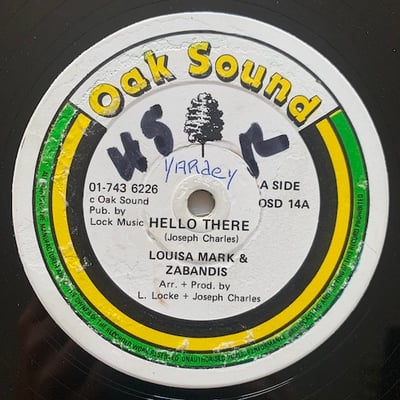 Oak Sound
HS
R
YARdEY
01-743 6226
A SIDE
c Oak Sound
OSD 14A
Pub. by
Lock Music
HELLO THERE
(Joseph Charles)
LOUISA MARK &
ZABANDIS
Arr. + Prod. by
L. Locke + Joseph Charles